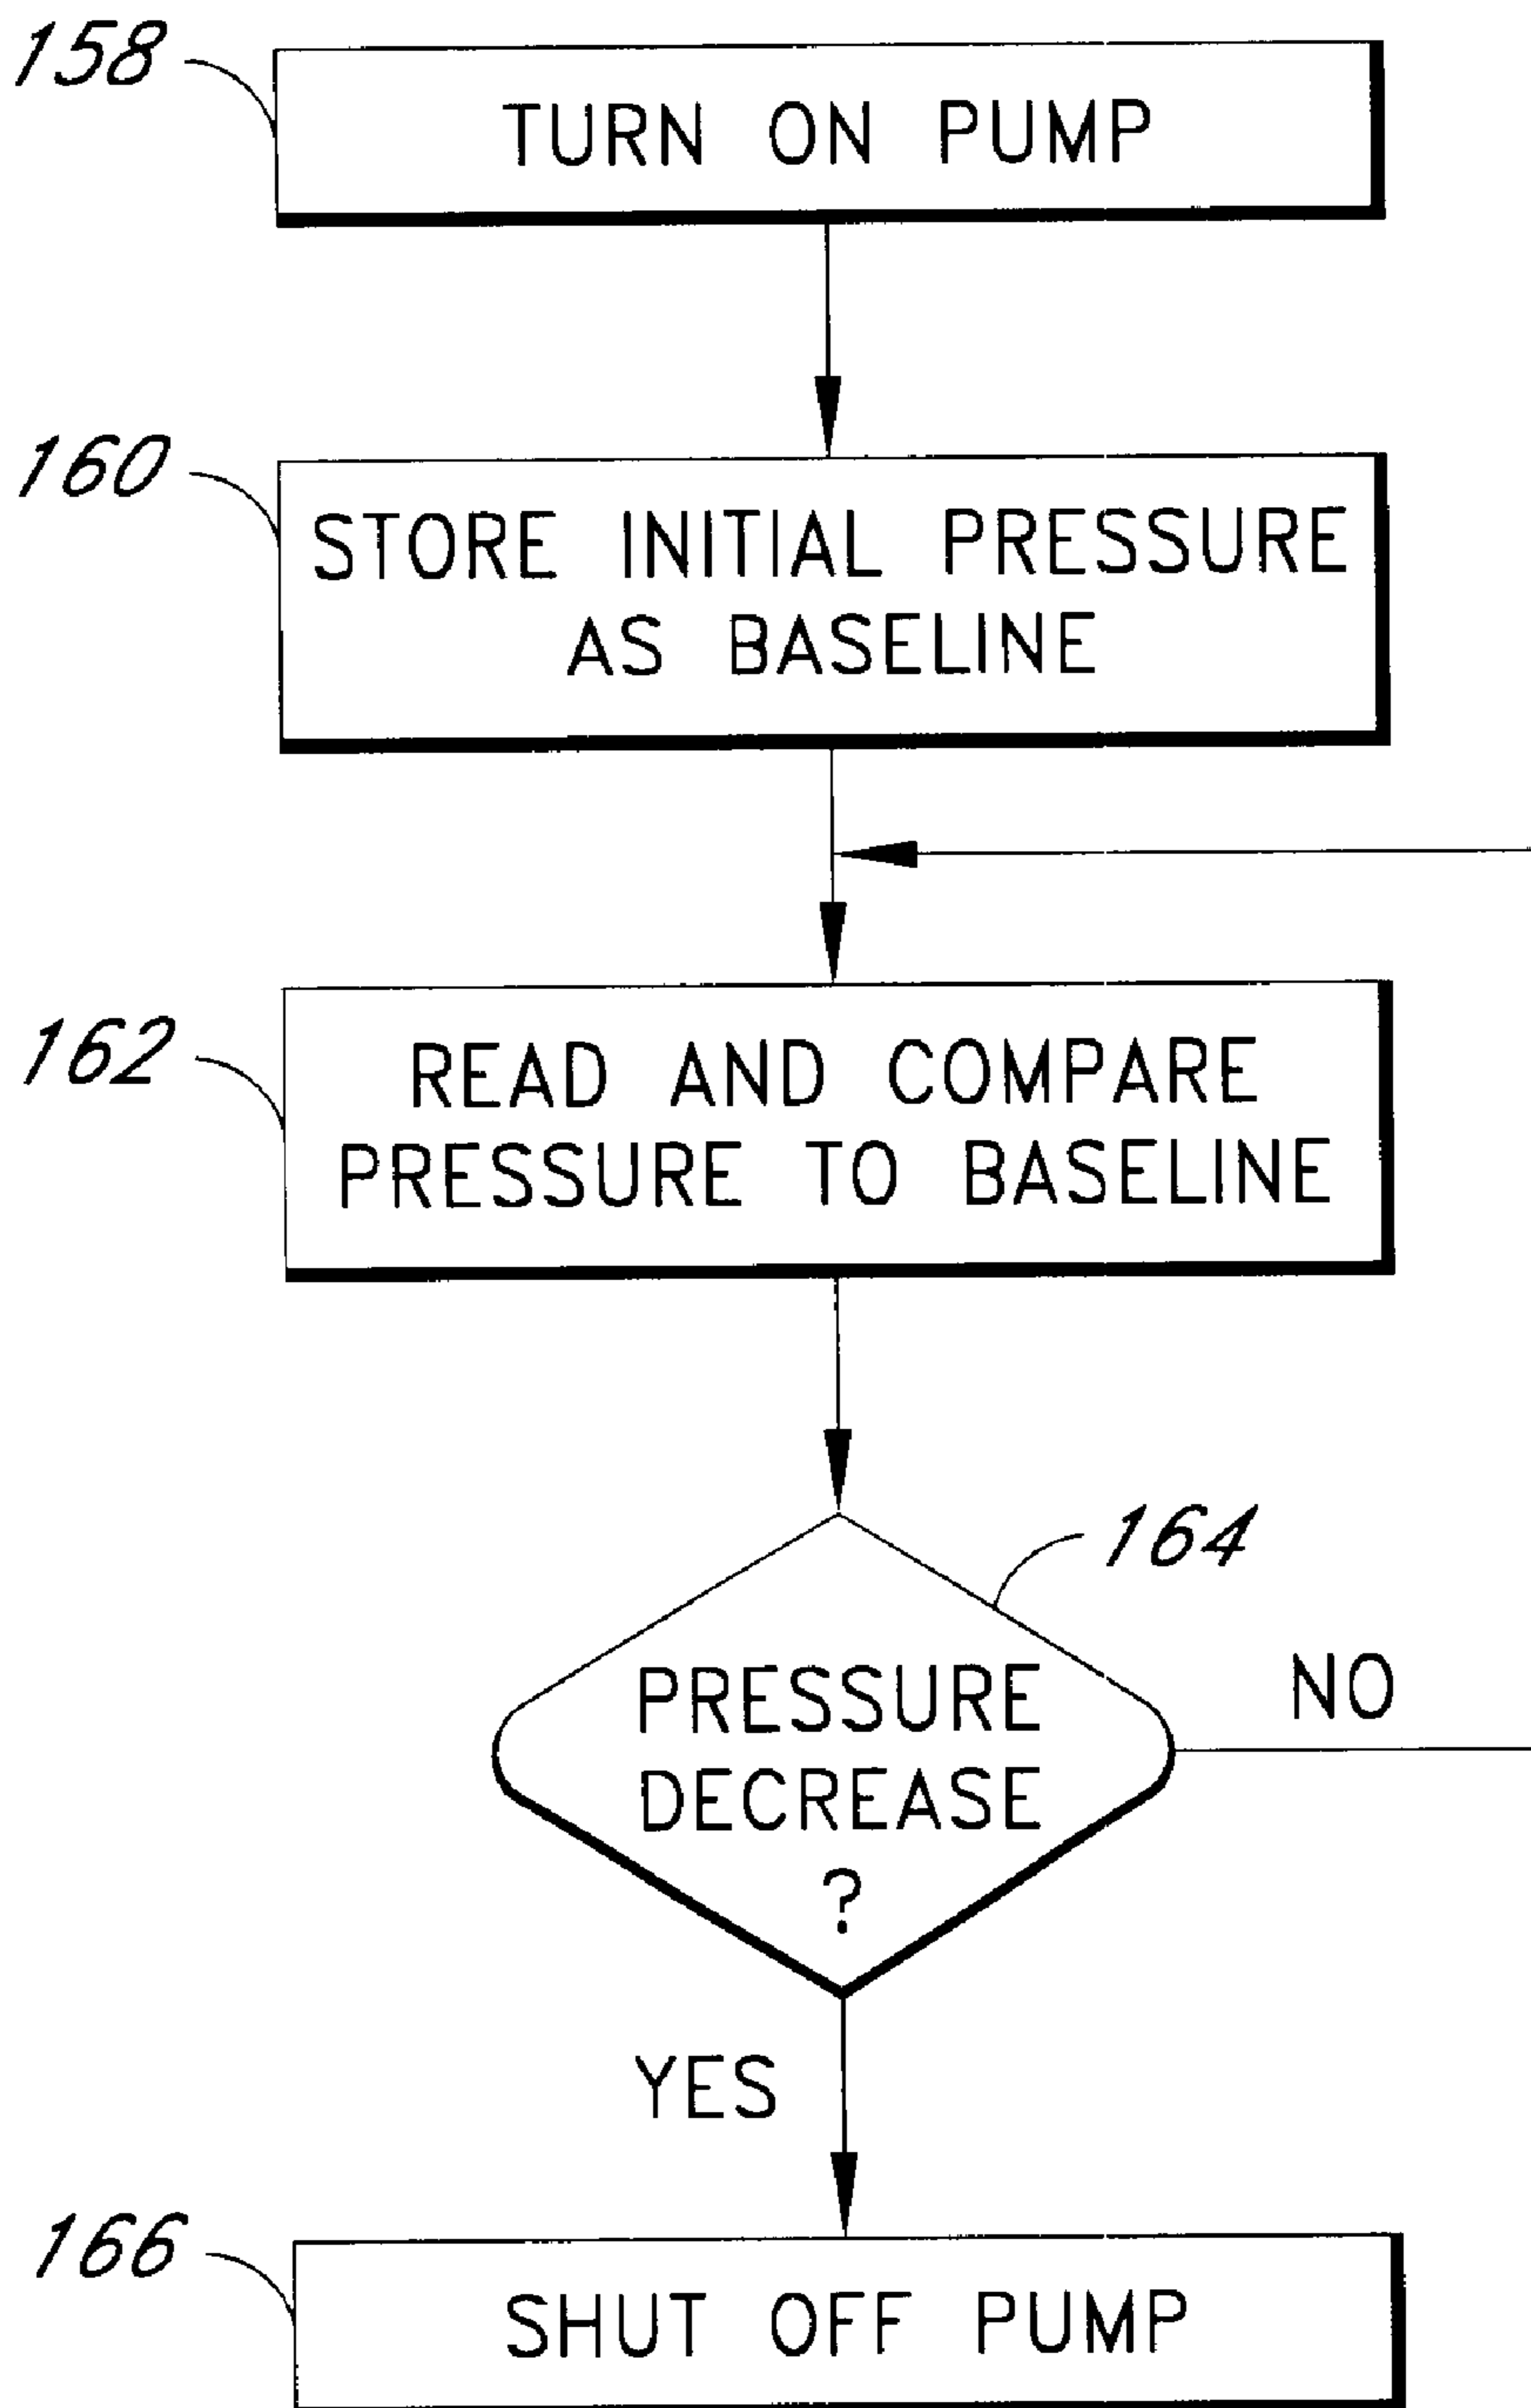 158
TURN ON PUMP
160
STORE INITIAL PRESSURE
AS BASELINE
162
READ AND COMPARE
PRESSURE TO BASELINE
164
PRESSURE
DECREASE
?
NO
YES
166
SHUT OFF PUMP